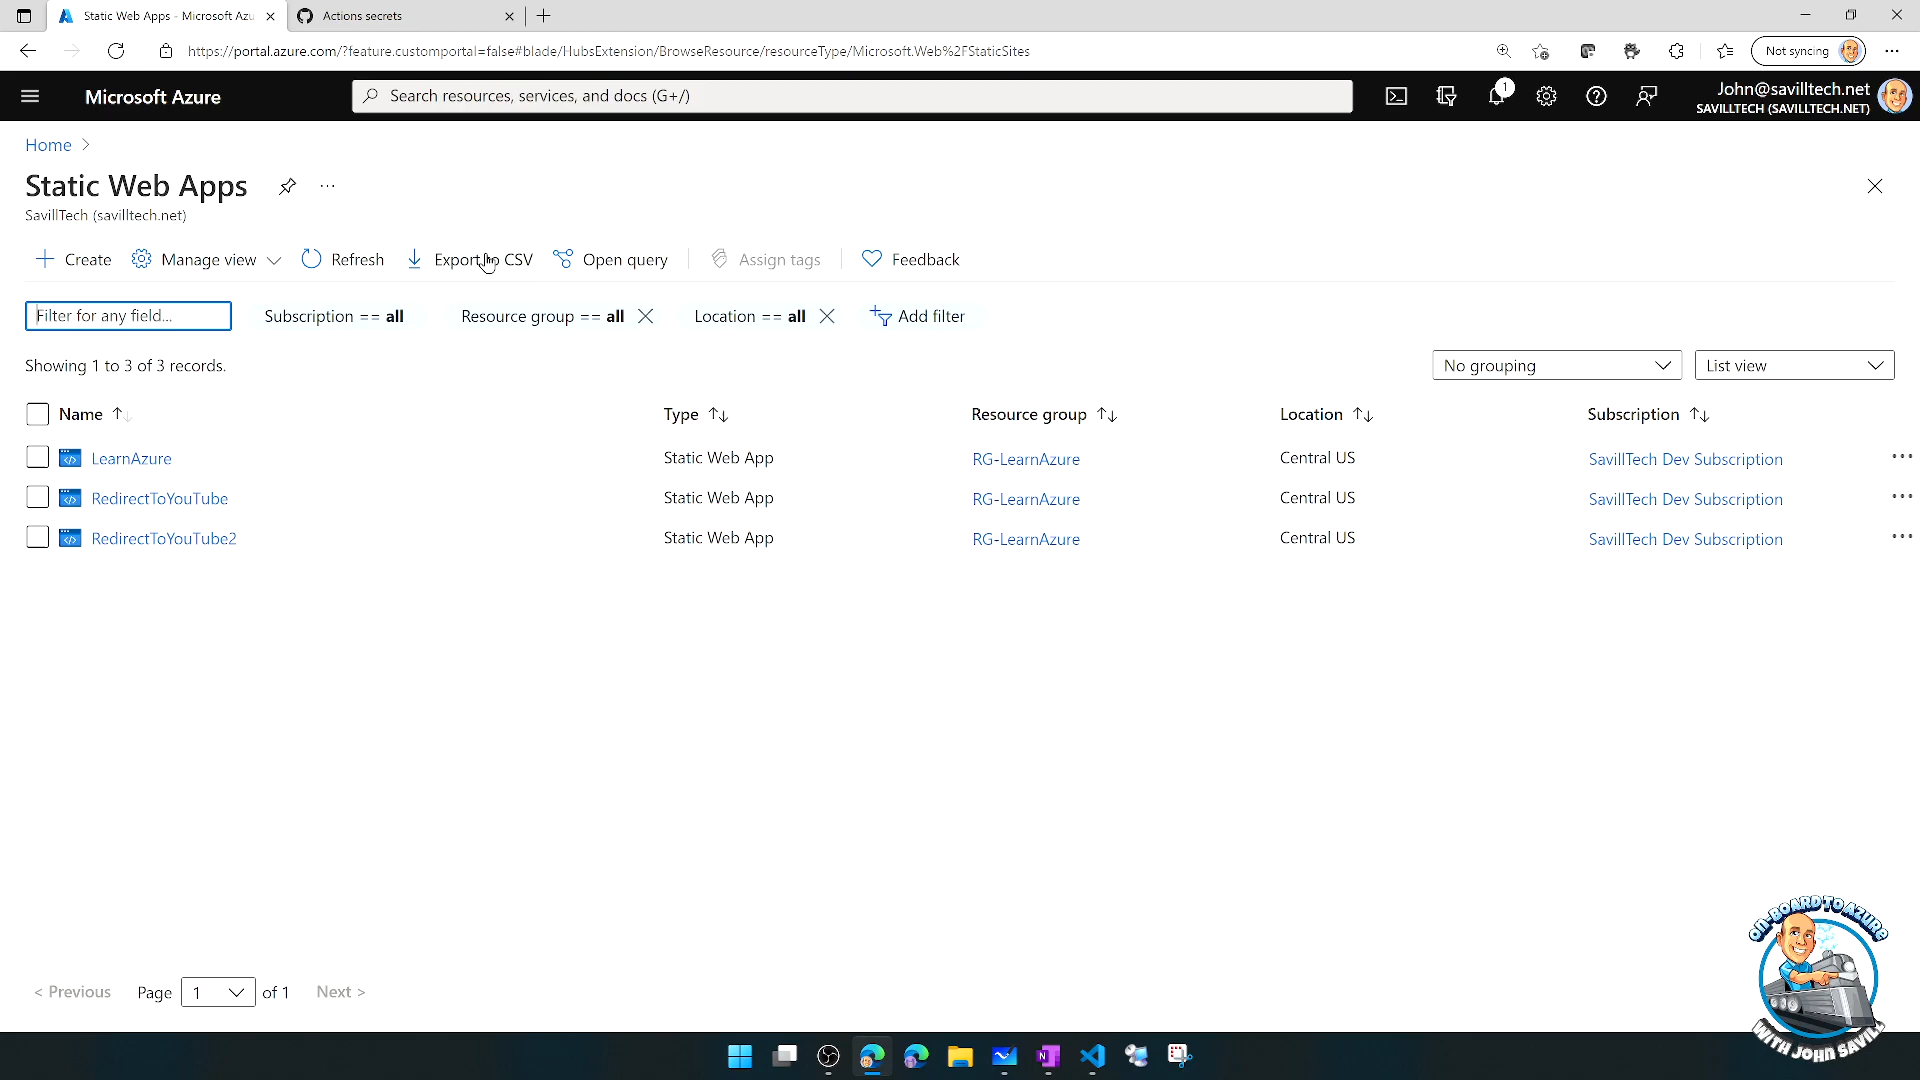 Static Web Apps - Microsoft Azu
Actions secrets
https://portal.azure.com/?feature.customportal=false#blade/HubsExtension/BrowseResource/resourceType/Microsoft.Web%2FStaticSites
Not syncing
Microsoft Azure
Search resources, services, and docs (G+/)
1
John@savilltech.net
SAVILLTECH (SAVILLTECH.NET)
Home
Static Web Apps
SavillTech (savilltech.net)
Create Manage view Refresh Export to CSV Open query Assign tags Feedback
Filter for any field... Subscription == all Resource group == all Location == all Add filter
Showing 1 to 3 of 3 records. No grouping List view
Name Type Resource group Location Subscription
LearnAzure Static Web App RG-LearnAzure Central US SavillTech Dev Subscription
RedirectToYouTube Static Web App RG-LearnAzure Central US SavillTech Dev Subscription
RedirectToYouTube2 Static Web App RG-LearnAzure Central US SavillTech Dev Subscription
ON-BOARD TO AZURE
WITH JOHN SAVILL
< Previous Page 1 of 1 Next >